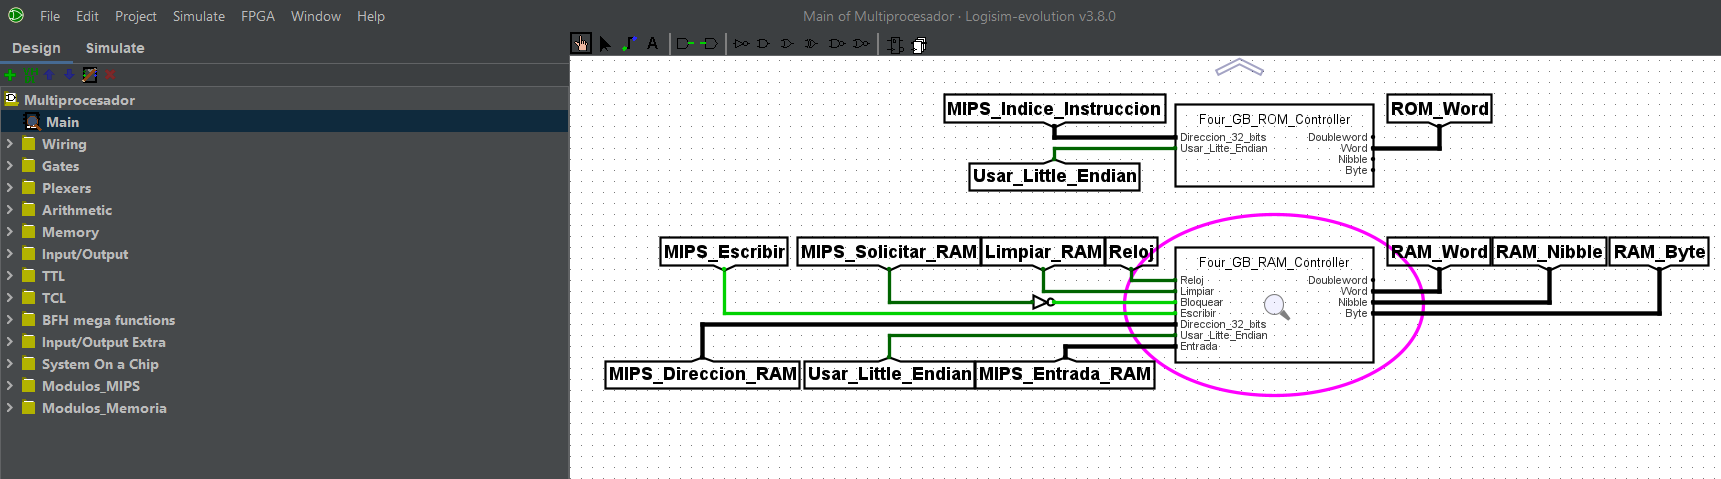 File Edit Project Simulate FPGA Window Help
Main of Multiprocesador · Logisim-evolution v3.8.0
Design Simulate
A
Multiprocesador
Main
Wiring
Gates
Plexers
Arithmetic
Memory
Input/Output
TTL
TCL
BFH mega functions
Input/Output Extra
System On a Chip
Modulos_MIPS
Modulos_Memoria
MIPS_Indice_Instruccion
Four_GB_ROM_Controller
ROM_Word
Direccion_32_bits
Doubleword
Usar_Litte_Endian
Word
Nibble
Byte
Usar_Little_Endian
MIPS_Escribir
MIPS_Solicitar_RAM
Limpiar_RAM
Reloj
Four_GB_RAM_Controller
RAM_Word
RAM_Nibble
RAM_Byte
Reloj
Doubleword
Limpiar
Word
Bloquear
Nibble
Escribir
Byte
Direccion_32_bits
Usar_Litte_Endian
Entrada
MIPS_Direccion_RAM
Usar_Little_Endian
MIPS_Entrada_RAM